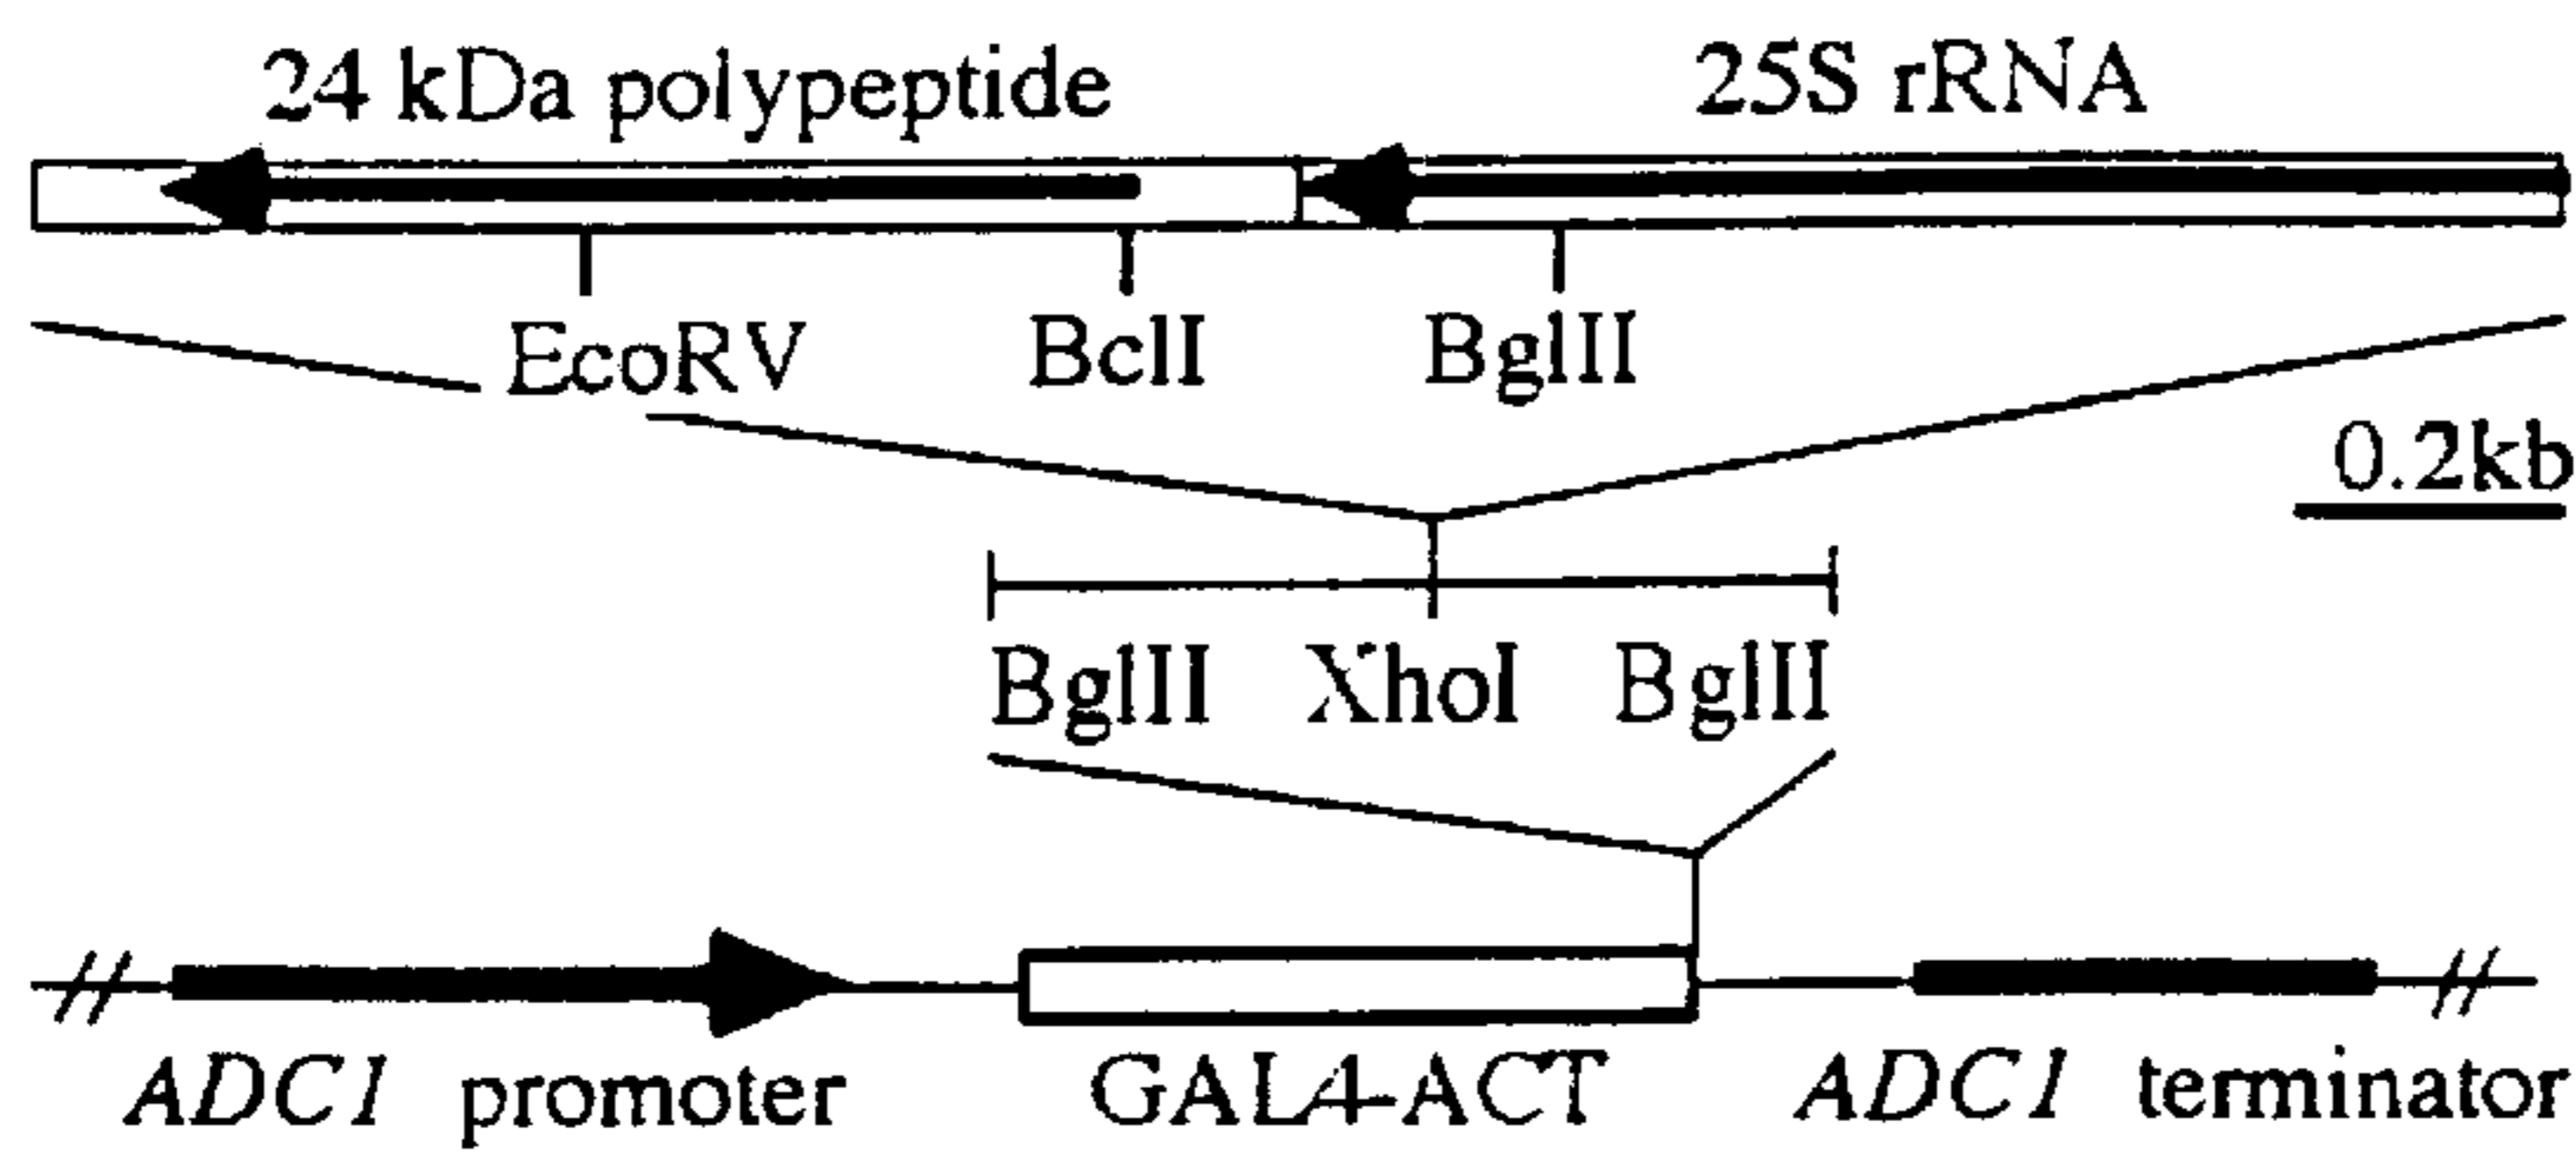 24 kDa polypeptide 25S rRNA
EcoRV BclI BglII
0.2kb
BglII XhoI BglII
ADC1 promoter GAL4-ACT ADC1 terminator